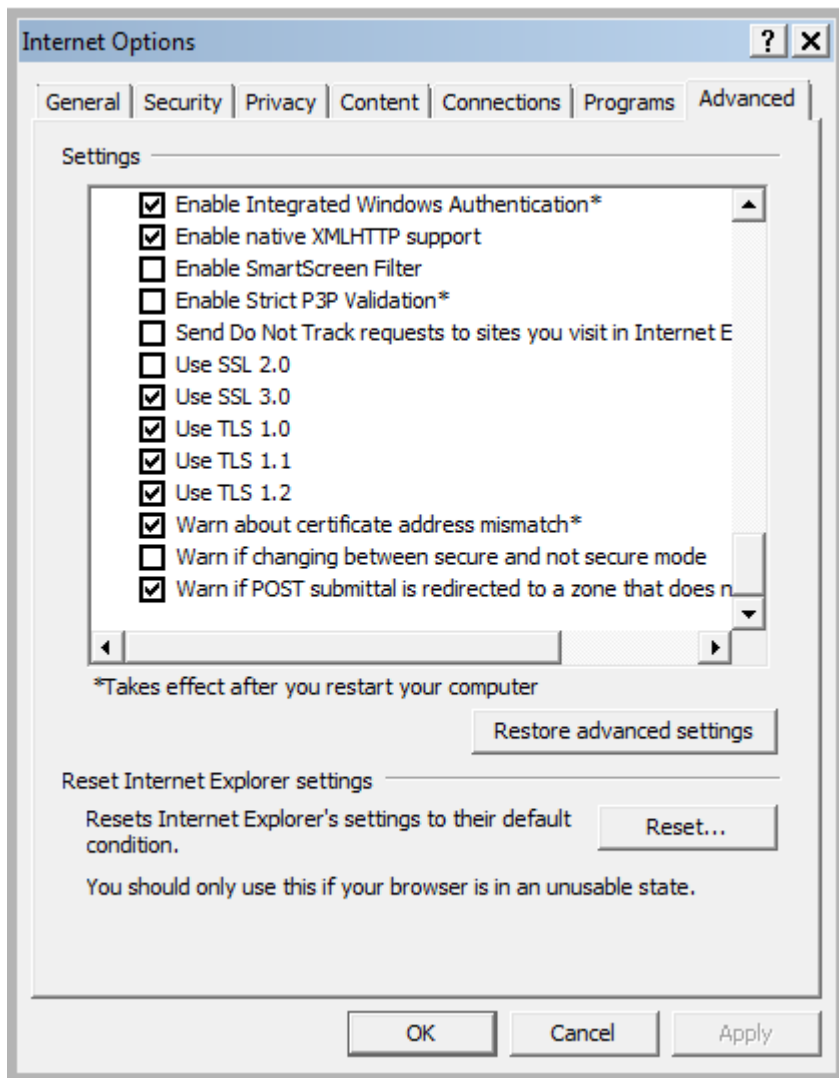 Internet Options
General Security Privacy Content Connections Programs Advanced
Settings
Enable Integrated Windows Authentication*
Enable native XMLHTTP support
Enable SmartScreen Filter
Enable Strict P3P Validation*
Send Do Not Track requests to sites you visit in Internet E
Use SSL 2.0
Use SSL 3.0
Use TLS 1.0
Use TLS 1.1
Use TLS 1.2
Warn about certificate address mismatch*
Warn if changing between secure and not secure mode
Warn if POST submittal is redirected to a zone that does n
*Takes effect after you restart your computer
Restore advanced settings
Reset Internet Explorer settings
Resets Internet Explorer's settings to their default
condition.
Reset...
You should only use this if your browser is in an unusable state.
OK Cancel Apply